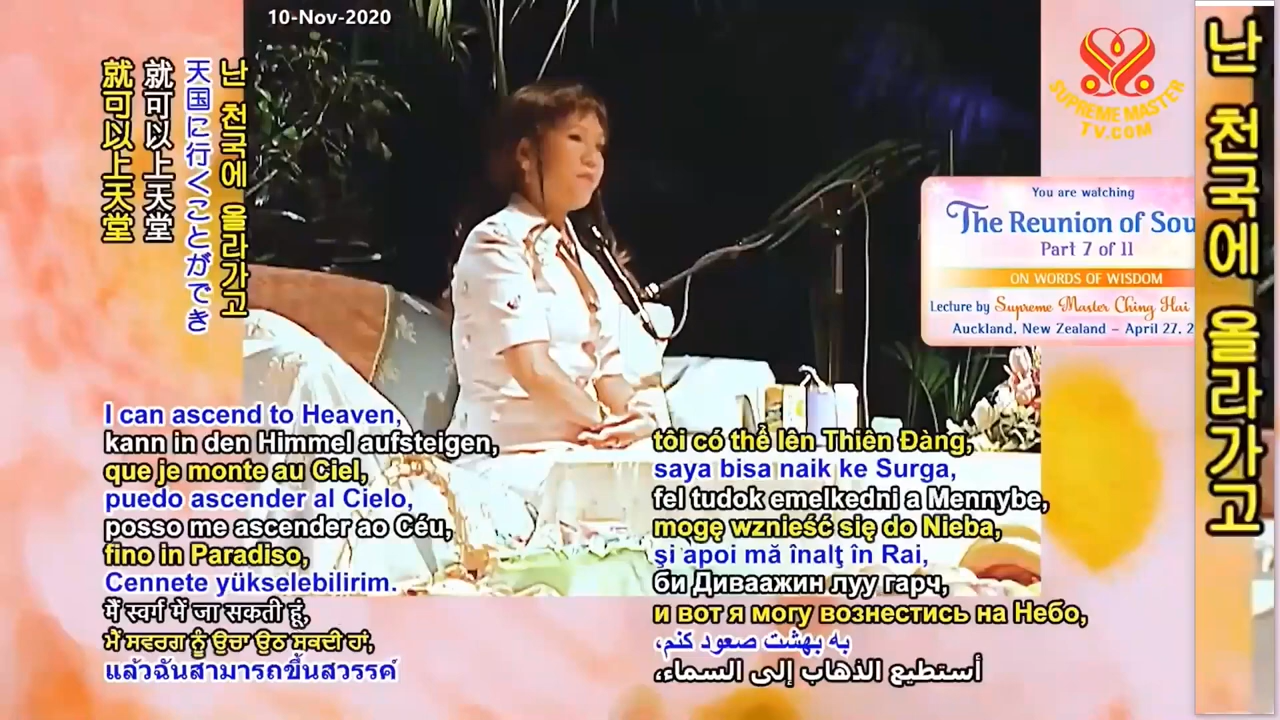 10-Nov-2020
난 천국에 올라가고
天国に行くことができ
就可以上天堂
就可以上天堂
SUPREME MASTER
TV.COM
You are watching
The Reunion of Sou
Part 7 of 11
ON WORDS OF WISDOM
Lecture by Supreme Master Ching Hai
Auckland, New Zealand – April 27, 2
난 천국에 올라가고
I can ascend to Heaven,
kann in den Himmel aufsteigen,
que je monte au Ciel,
puedo ascender al Cielo,
posso me ascender ao Céu,
fino in Paradiso,
Cennete yükselebilirim.
मैं स्वर्ग में जा सकती हूं,
ਮੈਂ ਸਵਰਗ ਨੂੰ ਉਚਾ ਉਠ ਸਕਦੀ ਹਾਂ,
แล้วฉันสามารถขึ้นสวรรค์
tôi có thể lên Thiên Đàng,
saya bisa naik ke Surga,
fel tudok emelkedni a Mennybe,
mogę wznieść się do Nieba,
şi apoi mă înalţ în Rai,
би Диваажин луу гарч,
и вот я могу вознестись на Небо,
به بهشت صعود کنم،
أستطيع الذهاب إلى السماء،